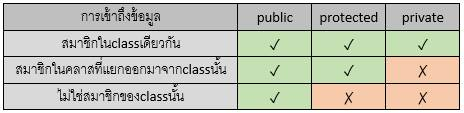 การเข้าถึงข้อมูล public protected private
สมาชิกในclassเดียวกัน ✓ ✓ ✓
สมาชิกในคลาสที่แยกออกมาจากclassนั้น ✓ ✓ ✗
ไม่ใช่สมาชิกของclassนั้น ✓ ✗ ✗